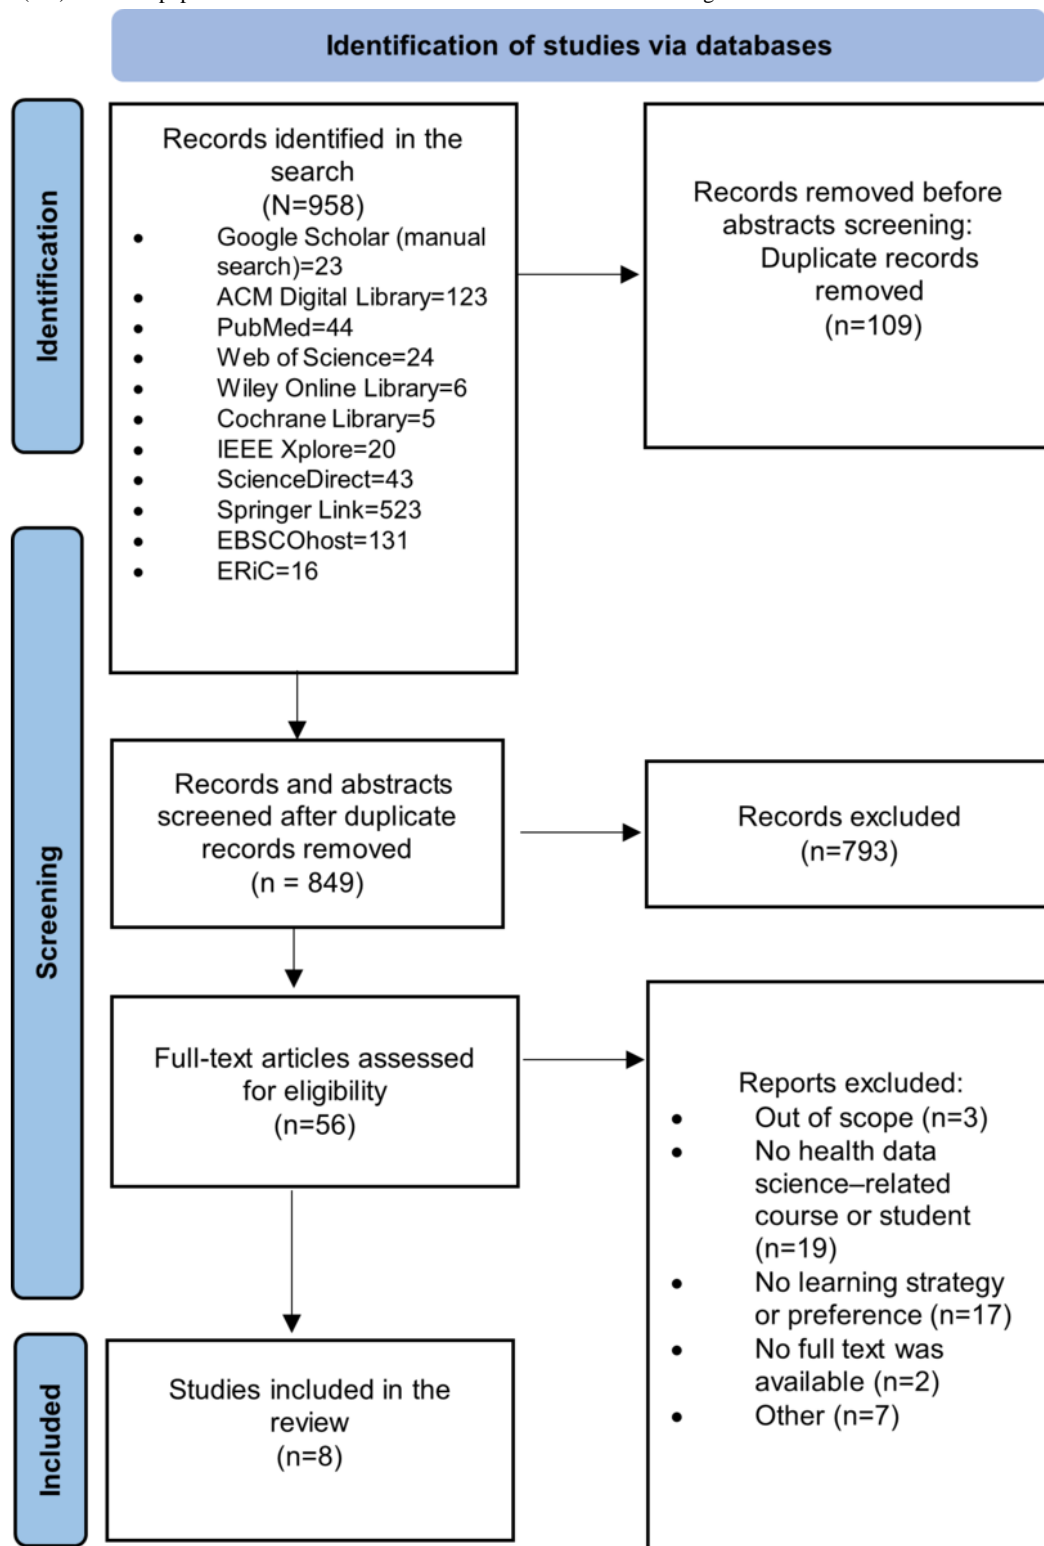 Identification of studies via databases
Identification
Records identified in the
search
(N=958)
• Google Scholar (manual
search)=23
• ACM Digital Library=123
• PubMed=44
• Web of Science=24
• Wiley Online Library=6
• Cochrane Library=5
• IEEE Xplore=20
• ScienceDirect=43
• Springer Link=523
• EBSCOhost=131
• ERiC=16
Records removed before
abstracts screening:
Duplicate records
removed
(n=109)
Screening
Records and abstracts
screened after duplicate
records removed
(n = 849)
Records excluded
(n=793)
Full-text articles assessed
for eligibility
(n=56)
Reports excluded:
• Out of scope (n=3)
• No health data
science–related
course or student
(n=19)
• No learning strategy
or preference (n=17)
• No full text was
available (n=2)
• Other (n=7)
Included
Studies included in the
review
(n=8)